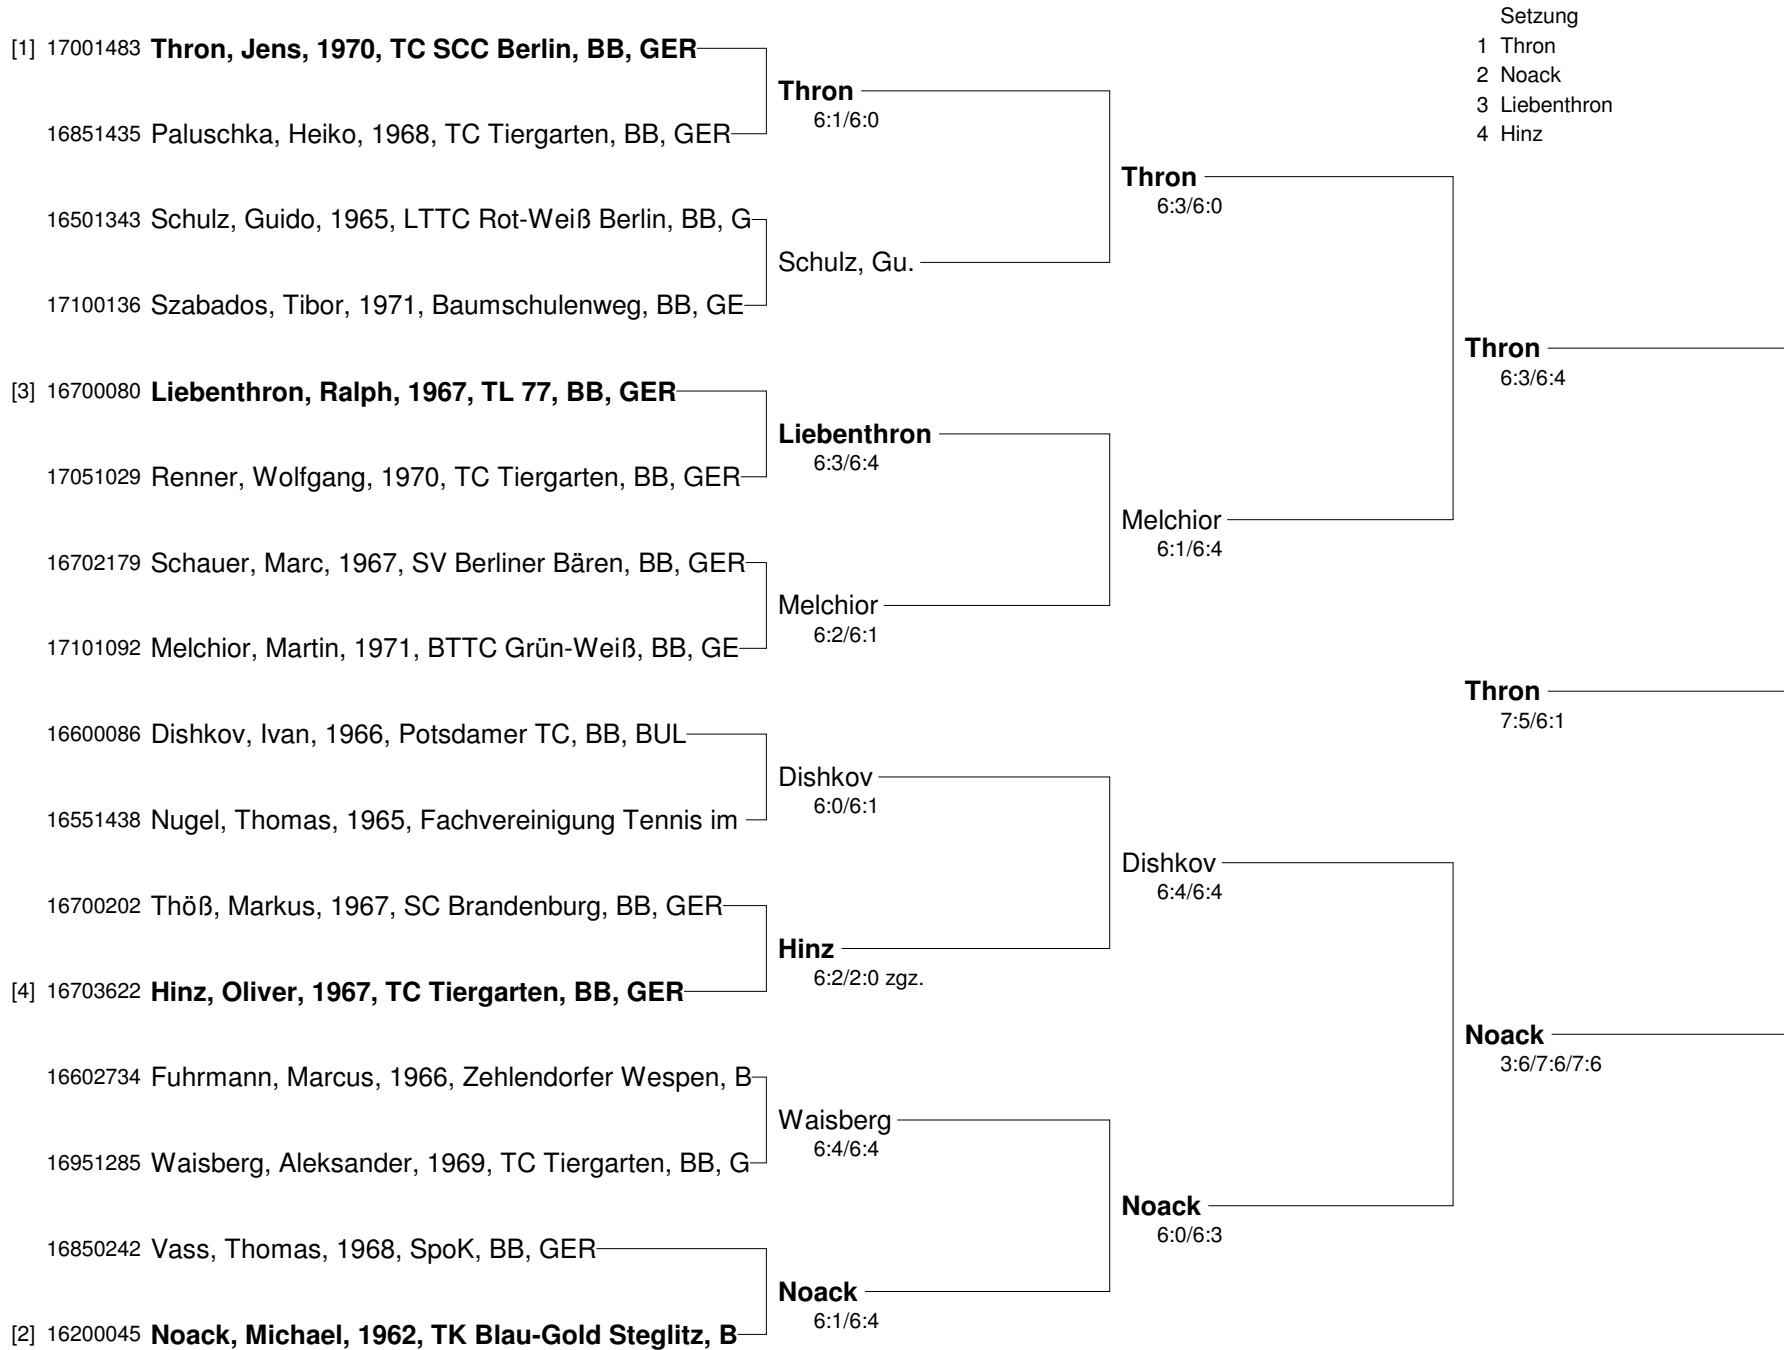 Setzung
1 Thron
2 Noack
3 Liebenthron
4 Hinz
[1] 17001483 Thron, Jens, 1970, TC SCC Berlin, BB, GER
Thron
6:1/6:0
16851435 Paluschka, Heiko, 1968, TC Tiergarten, BB, GER
Thron
6:3/6:0
16501343 Schulz, Guido, 1965, LTTC Rot-Weiß Berlin, BB, G
Schulz, Gu.
17100136 Szabados, Tibor, 1971, Baumschulenweg, BB, GE
Thron
6:3/6:4
[3] 16700080 Liebenthron, Ralph, 1967, TL 77, BB, GER
Liebenthron
6:3/6:4
17051029 Renner, Wolfgang, 1970, TC Tiergarten, BB, GER
Melchior
6:1/6:4
16702179 Schauer, Marc, 1967, SV Berliner Bären, BB, GER
Melchior
6:2/6:1
17101092 Melchior, Martin, 1971, BTTC Grün-Weiß, BB, GE
Thron
7:5/6:1
16600086 Dishkov, Ivan, 1966, Potsdamer TC, BB, BUL
Dishkov
6:0/6:1
16551438 Nugel, Thomas, 1965, Fachvereinigung Tennis im
Dishkov
6:4/6:4
16700202 Thöß, Markus, 1967, SC Brandenburg, BB, GER
Hinz
6:2/2:0 zgz.
[4] 16703622 Hinz, Oliver, 1967, TC Tiergarten, BB, GER
Noack
3:6/7:6/7:6
16602734 Fuhrmann, Marcus, 1966, Zehlendorfer Wespen, B
Waisberg
6:4/6:4
16951285 Waisberg, Aleksander, 1969, TC Tiergarten, BB, G
Noack
6:0/6:3
16850242 Vass, Thomas, 1968, SpoK, BB, GER
Noack
6:1/6:4
[2] 16200045 Noack, Michael, 1962, TK Blau-Gold Steglitz, B